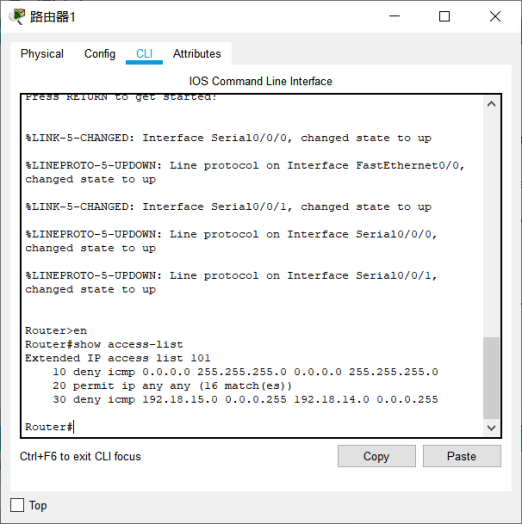 路由器1
Physical Config CLI Attributes
IOS Command Line Interface
Press RETURN to get started!
%LINK-5-CHANGED: Interface Serial0/0/0, changed state to up
%LINEPROTO-5-UPDOWN: Line protocol on Interface FastEthernet0/0,
changed state to up
%LINK-5-CHANGED: Interface Serial0/0/1, changed state to up
%LINEPROTO-5-UPDOWN: Line protocol on Interface Serial0/0/0,
changed state to up
%LINEPROTO-5-UPDOWN: Line protocol on Interface Serial0/0/1,
changed state to up
Router>en
Router#show access-list
Extended IP access list 101
10 deny icmp 0.0.0.0 255.255.255.0 0.0.0.0 255.255.255.0
20 permit ip any any (16 match(es))
30 deny icmp 192.18.15.0 0.0.0.255 192.18.14.0 0.0.0.255
Router#
Ctrl+F6 to exit CLI focus
Copy
Paste
Top